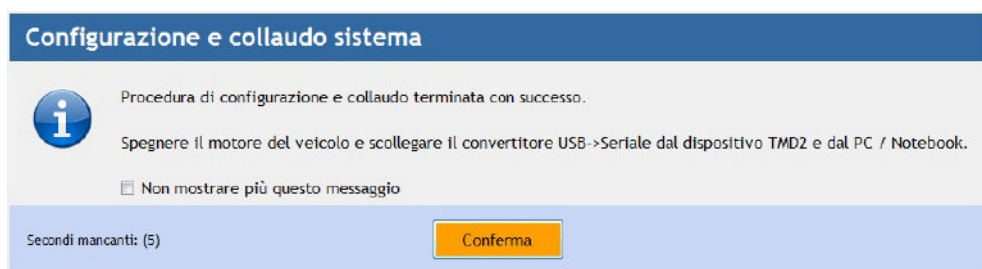 Configurazione e collaudo sistema
Procedura di configurazione e collaudo terminata con successo.
Spegnere il motore del veicolo e scollegare il convertitore USB->Seriale dal dispositivo TMD2 e dal PC / Notebook.
Non mostrare più questo messaggio
Secondi mancanti: (5)
Conferma